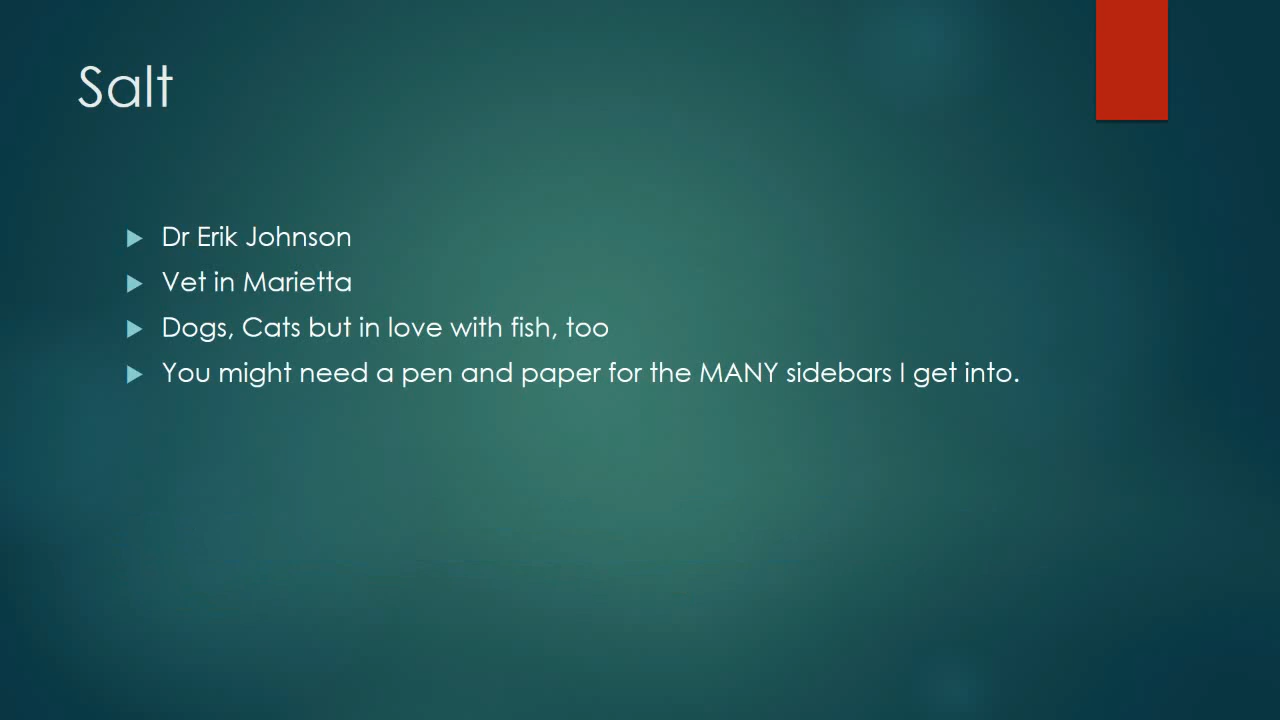 Salt
Dr Erik Johnson
Vet in Marietta
Dogs, Cats but in love with fish, too
You might need a pen and paper for the MANY sidebars I get into.